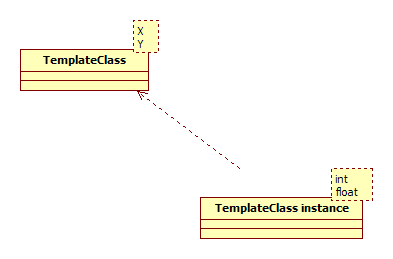 X
Y
TemplateClass
int
float
TemplateClass instance